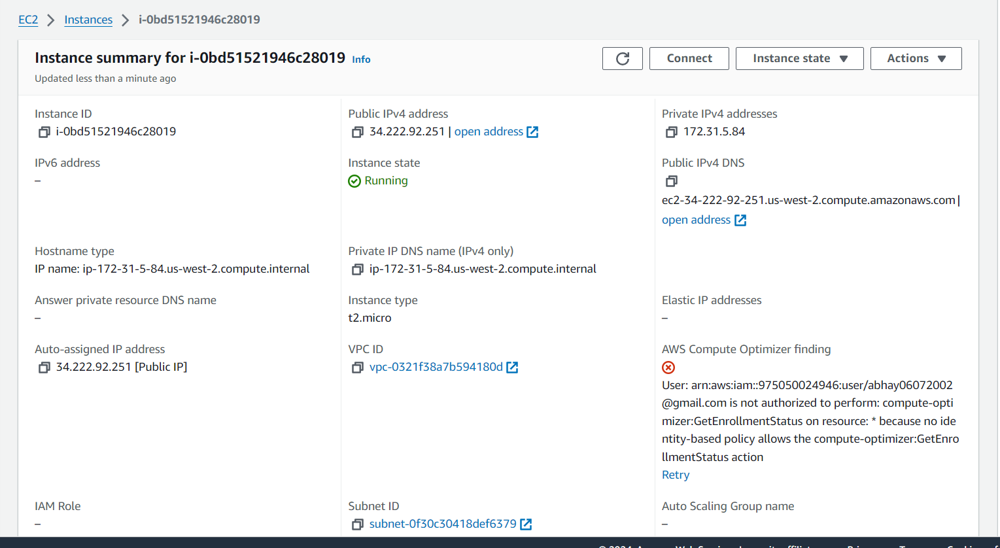 EC2 > Instances > i-0bd51521946c28019
Instance summary for i-0bd51521946c28019 Info
Updated less than a minute ago
Connect
Instance state
Actions
Instance ID
i-0bd51521946c28019
Public IPv4 address
34.222.92.251 | open address
Private IPv4 addresses
172.31.5.84
IPv6 address
–
Instance state
Running
Public IPv4 DNS
ec2-34-222-92-251.us-west-2.compute.amazonaws.com |
open address
Hostname type
IP name: ip-172-31-5-84.us-west-2.compute.internal
Private IP DNS name (IPv4 only)
ip-172-31-5-84.us-west-2.compute.internal
Answer private resource DNS name
–
Instance type
t2.micro
Elastic IP addresses
–
Auto-assigned IP address
34.222.92.251 [Public IP]
VPC ID
vpc-0321f38a7b594180d
AWS Compute Optimizer finding
User: arn:aws:iam::975050024946:user/abhay06072002
@gmail.com is not authorized to perform: compute-opti
mizer:GetEnrollmentStatus on resource: * because no ide
ntity-based policy allows the compute-optimizer:GetEnro
llmentStatus action
Retry
IAM Role
–
Subnet ID
subnet-0f30c30418def6379
Auto Scaling Group name
–